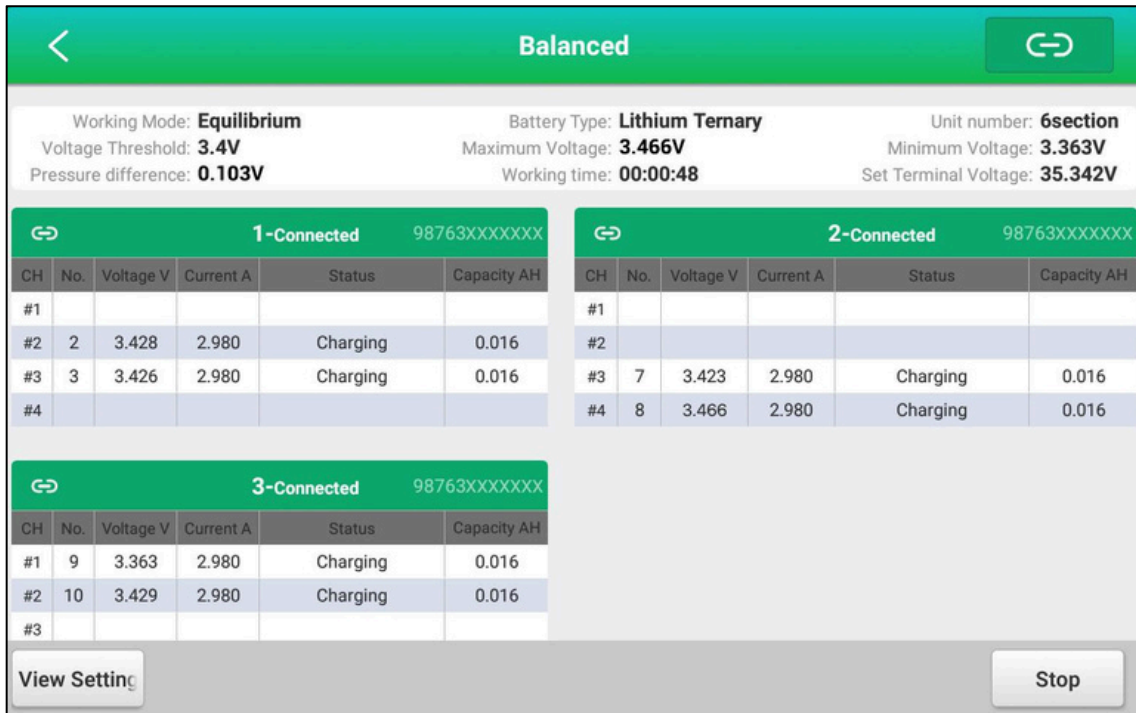 Balanced
Working Mode: Equilibrium Battery Type: Lithium Ternary Unit number: 6section
Voltage Threshold: 3.4V Maximum Voltage: 3.466V Minimum Voltage: 3.363V
Pressure difference: 0.103V Working time: 00:00:48 Set Terminal Voltage: 35.342V
1-Connected 98763XXXXXXX
CH No. Voltage V Current A Status Capacity AH
#1
#2 2 3.428 2.980 Charging 0.016
#3 3 3.426 2.980 Charging 0.016
#4
2-Connected 98763XXXXXXX
CH No. Voltage V Current A Status Capacity AH
#1
#2
#3 7 3.423 2.980 Charging 0.016
#4 8 3.466 2.980 Charging 0.016
3-Connected 98763XXXXXXX
CH No. Voltage V Current A Status Capacity AH
#1 9 3.363 2.980 Charging 0.016
#2 10 3.429 2.980 Charging 0.016
#3
View Setting Stop